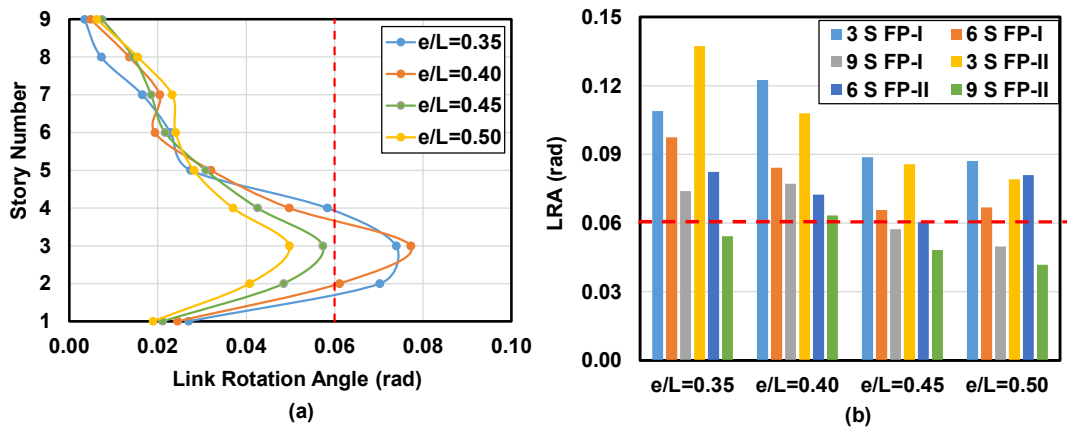 9
8
7
6
5
4
3
2
1
Story Number
0.00 0.02 0.04 0.06 0.08 0.10
Link Rotation Angle (rad)
e/L=0.35
e/L=0.40
e/L=0.45
e/L=0.50
(a)
0.15
0.12
0.09
0.06
0.03
0.00
LRA (rad)
3 S FP-I 6 S FP-I
9 S FP-I 3 S FP-II
6 S FP-II 9 S FP-II
e/L=0.35 e/L=0.40 e/L=0.45 e/L=0.50
(b)